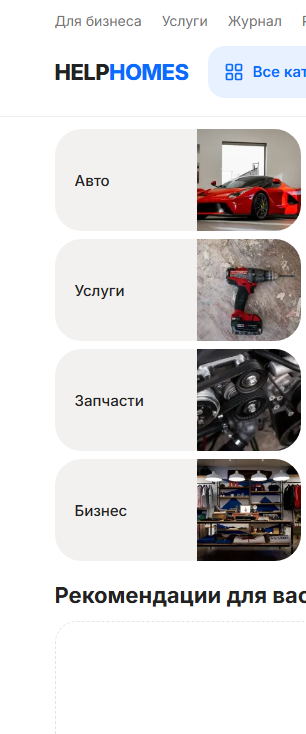 Для бизнеса Услуги Журнал
HELPHOMES Все кат
Авто
Услуги
Запчасти
Бизнес
Рекомендации для вас